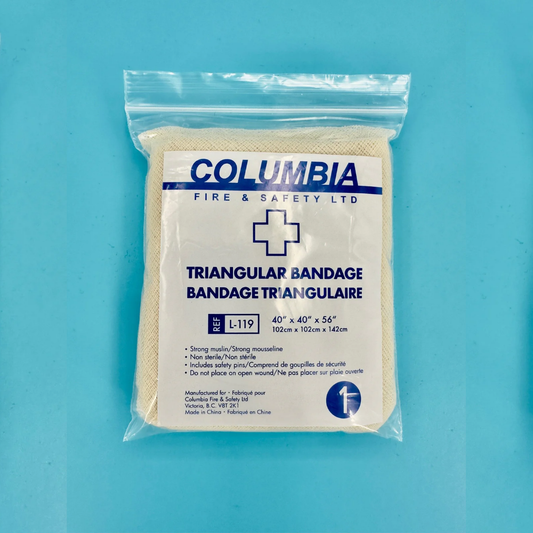 COLUMBIA
FIRE & SAFETY LTD
TRIANGULAR BANDAGE
BANDAGE TRIANGULAIRE
REF L-119 40" x 40" x 56"
102cm x 102cm x 142cm
• Strong muslin/Strong mousseline
• Non sterile/Non stérile
• Includes safety pins/Comprend de goupilles de sécurité
• Do not place on open wound/Ne pas placer sur plaie ouverte
Manufactured for • Fabriqué pour
Columbia Fire & Safety Ltd
Victoria, B.C. V8T 2K1
Made in China • Fabriqué en Chine
1